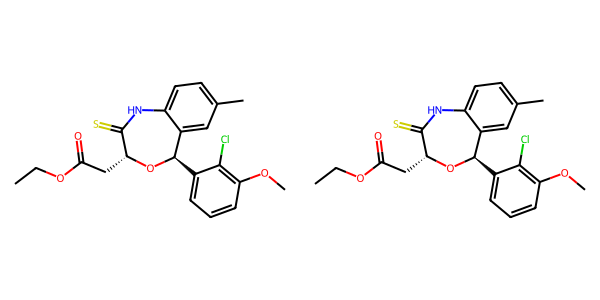 HN HN
S S
O Cl O Cl
O O O O
O O